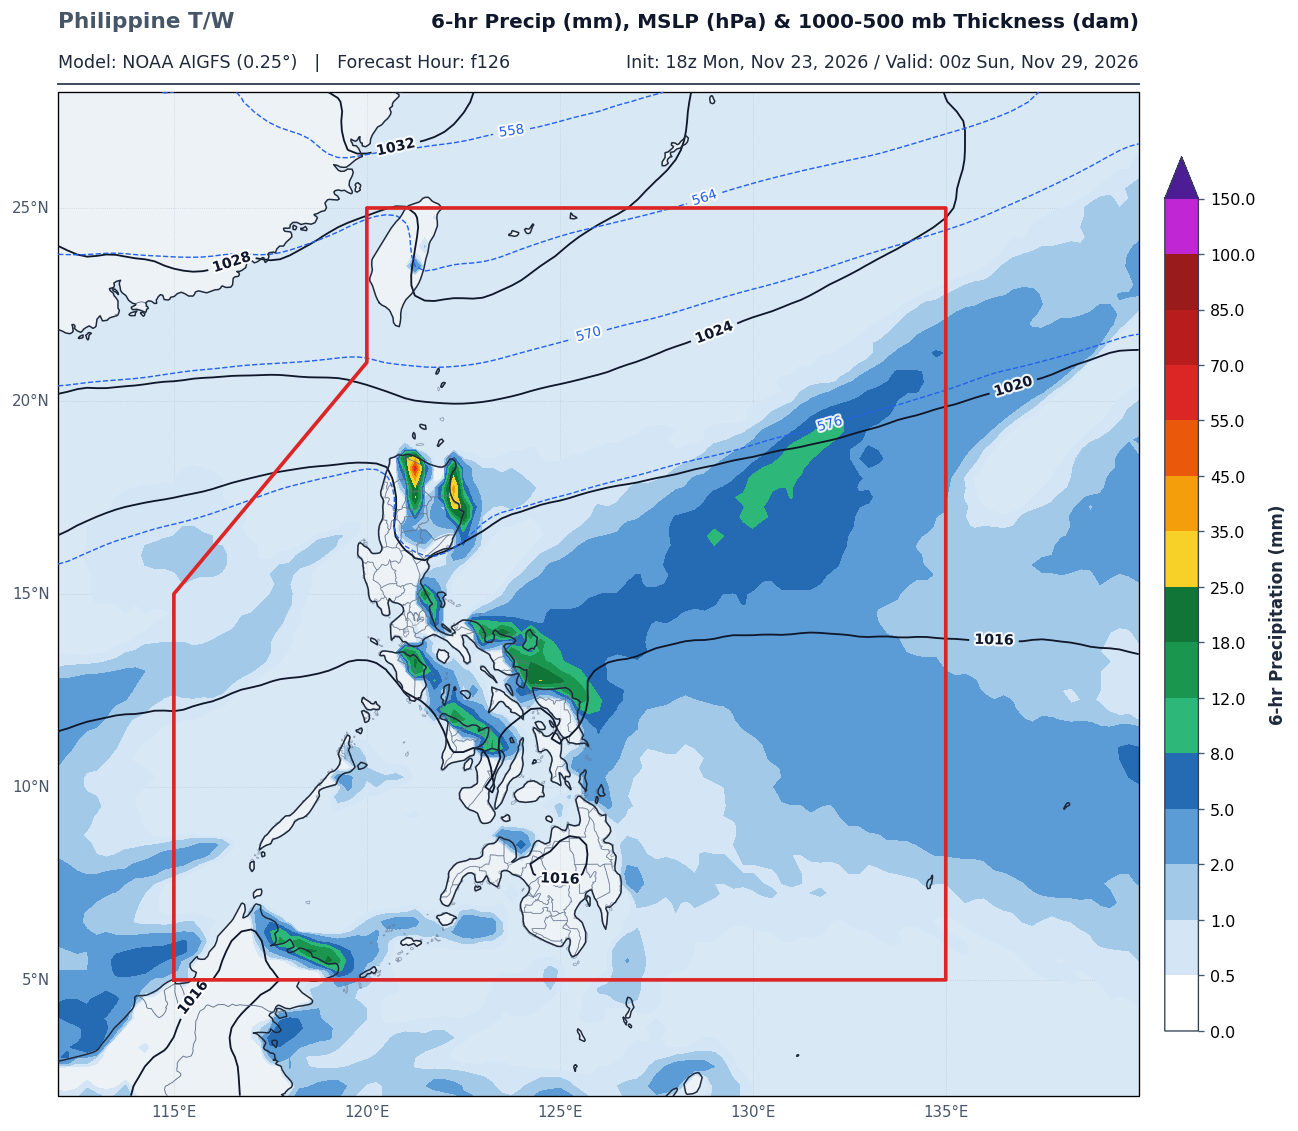 Philippine T/W
6-hr Precip (mm), MSLP (hPa) & 1000-500 mb Thickness (dam)
Model: NOAA AIGFS (0.25°) | Forecast Hour: f126
Init: 18z Mon, Nov 23, 2026 / Valid: 00z Sun, Nov 29, 2026
558
1032
564
25°N
1028
570
1024
20°N
1020
576
15°N
1016
10°N
1016
5°N
1016
115°E
120°E
125°E
130°E
135°E
150.0
100.0
85.0
70.0
55.0
45.0
35.0
25.0
18.0
12.0
8.0
5.0
2.0
1.0
0.5
0.0
6-hr Precipitation (mm)